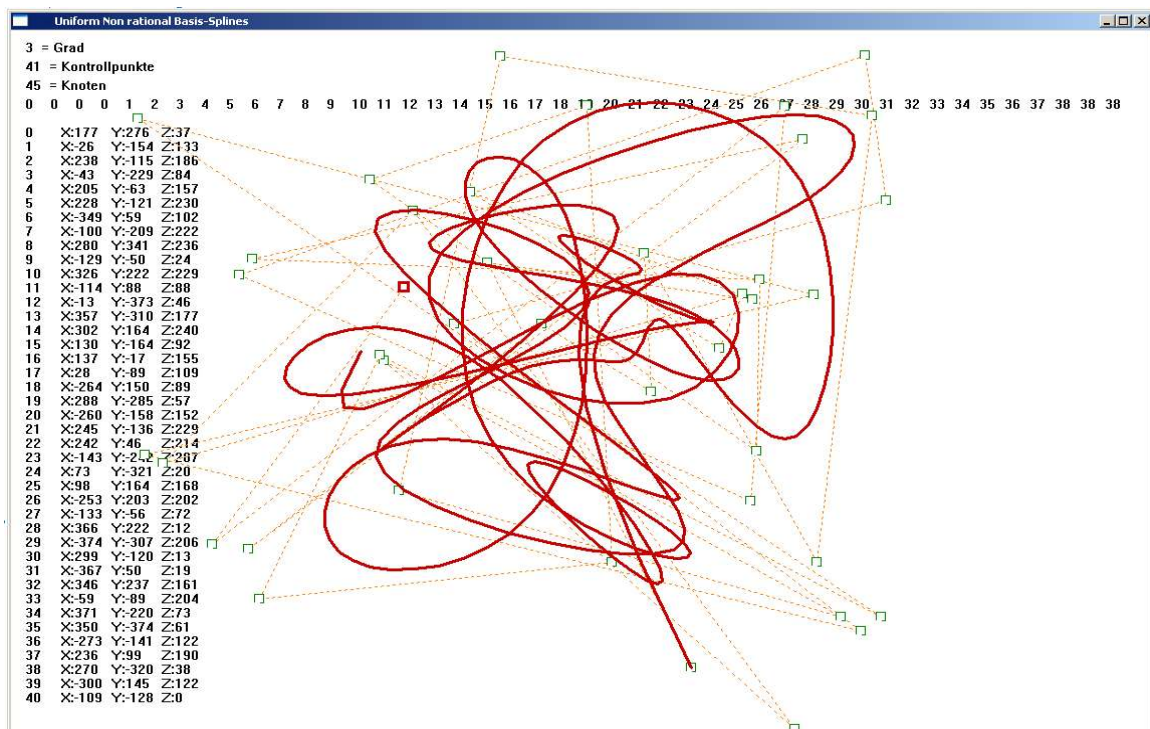 Uniform Non rational Basis-Splines
3 = Grad
41 = Kontrollpunkte
45 = Knoten
0 0 0 0 1 2 3 4 5 6 7 8 9 10 11 12 13 14 15 16 17 18 19 20 21 22 23 24 25 26 27 28 29 30 31 32 33 34 35 36 37 38 38 38
0 X:177 Y:276 Z:37
1 X:-26 Y:-154 Z:133
2 X:238 Y:-115 Z:186
3 X:-43 Y:-229 Z:84
4 X:205 Y:-63 Z:157
5 X:228 Y:-121 Z:230
6 X:-349 Y:59 Z:102
7 X:-100 Y:-209 Z:222
8 X:280 Y:341 Z:236
9 X:-129 Y:-50 Z:24
10 X:326 Y:222 Z:229
11 X:-114 Y:88 Z:88
12 X:-13 Y:-373 Z:46
13 X:357 Y:-310 Z:177
14 X:302 Y:164 Z:240
15 X:130 Y:-164 Z:92
16 X:137 Y:-17 Z:155
17 X:28 Y:-89 Z:109
18 X:-264 Y:150 Z:89
19 X:288 Y:-285 Z:57
20 X:-260 Y:-158 Z:152
21 X:245 Y:-136 Z:229
22 X:242 Y:46 Z:214
23 X:-143
24 X:73 Y:-321 Z:20
25 X:98 Y:164 Z:168
26 X:-253 Y:203 Z:202
27 X:-133 Y:-56 Z:72
28 X:366 Y:222 Z:12
29 X:-374 Y:-307 Z:206
30 X:299 Y:-120 Z:13
31 X:-367 Y:50 Z:19
32 X:346 Y:237 Z:161
33 X:-59 Y:-89 Z:204
34 X:371 Y:-220 Z:73
35 X:350 Y:-374 Z:61
36 X:-273 Y:-141 Z:122
37 X:236 Y:99 Z:190
38 X:270 Y:-320 Z:38
39 X:-300 Y:145 Z:122
40 X:-109 Y:-128 Z:0